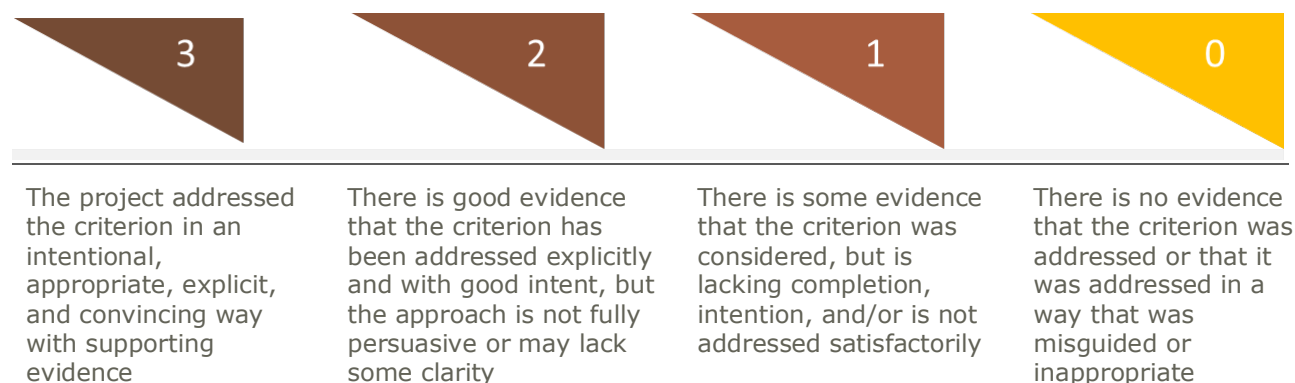 3
2
1
0
The project addressed
the criterion in an
intentional,
appropriate, explicit,
and convincing way
with supporting
evidence
There is good evidence
that the criterion has
been addressed explicitly
and with good intent, but
the approach is not fully
persuasive or may lack
some clarity
There is some evidence
that the criterion was
considered, but is
lacking completion,
intention, and/or is not
addressed satisfactorily
There is no evidence
that the criterion was
addressed or that it
was addressed in a
way that was
misguided or
inappropriate